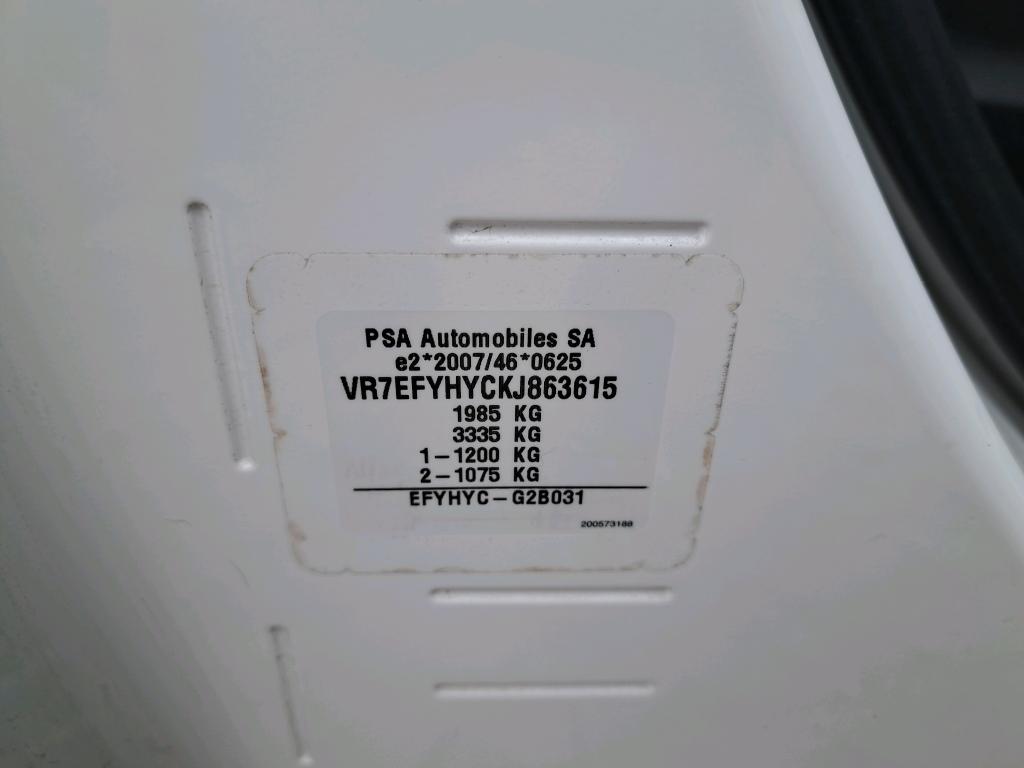 PSA Automobiles SA
e2*2007/46*0625
VR7EFYHYCKJ863615
1985 KG
3335 KG
1-1200 KG
2-1075 KG
EFYHYC-G2B031
200573188